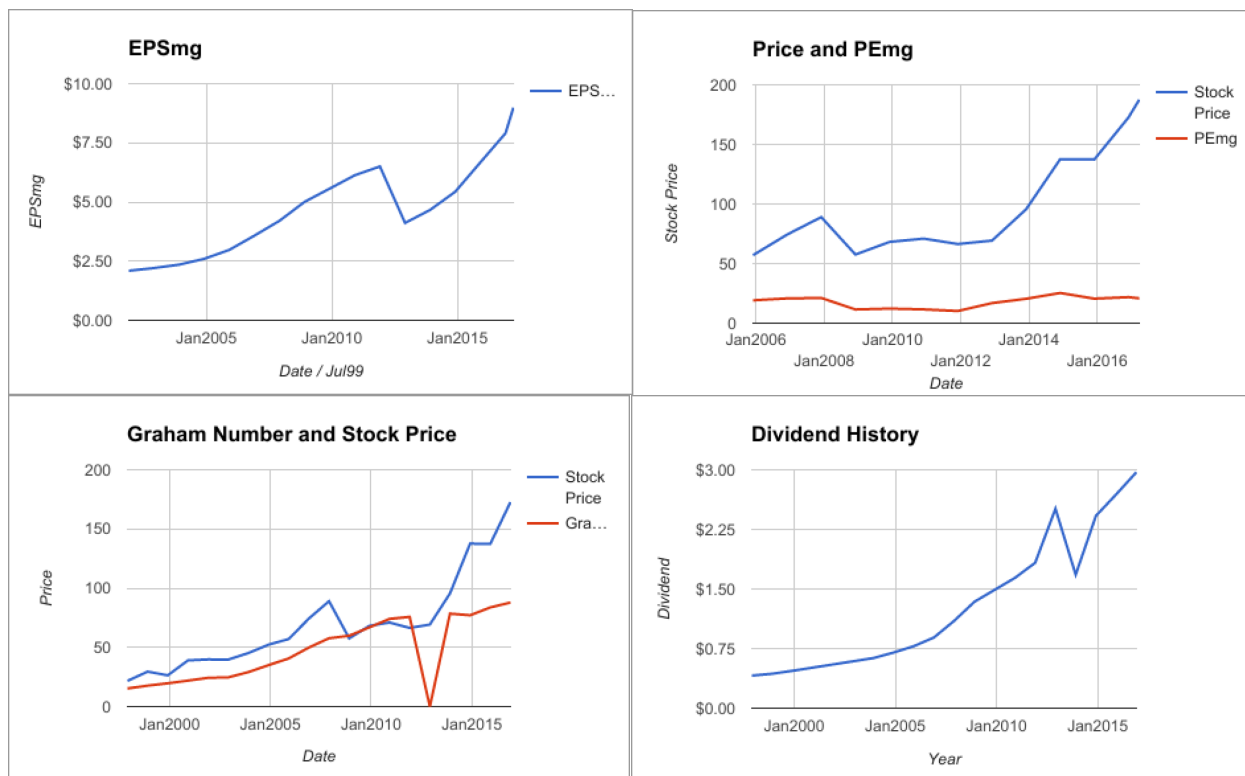 EPSmg
$10.00
$7.50
$5.00
$2.50
$0.00
EPSmg
Jan2005
Jan2010
Jan2015
Date / Jul99
EPS…
Price and PEmg
200
150
100
50
0
Stock Price
Jan2006
Jan2008
Jan2010
Jan2012
Jan2014
Jan2016
Date
Stock
Price
PEmg
Graham Number and Stock Price
200
150
100
50
0
Price
Jan2000
Jan2005
Jan2010
Jan2015
Date
Stock
Price
Gra…
Dividend History
$3.00
$2.25
$1.50
$0.75
$0.00
Dividend
Jan2000
Jan2005
Jan2010
Jan2015
Year